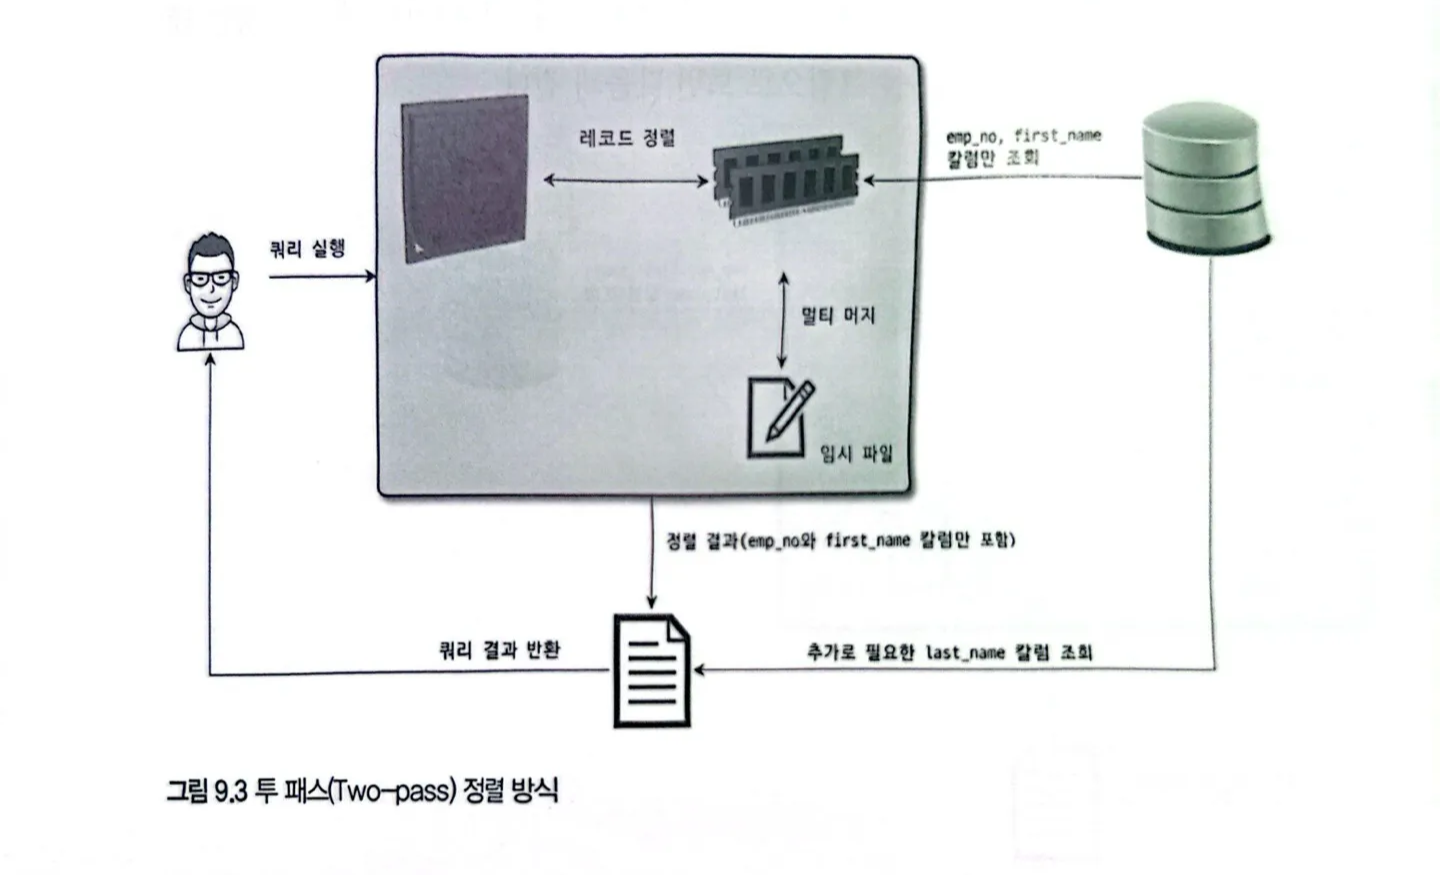 레코드 정렬
emp_no, first_name
칼럼만 조회
쿼리 실행
멀티 머지
임시 파일
정렬 결과(emp_no와 first_name 칼럼만 포함)
쿼리 결과 반환
추가로 필요한 last_name 칼럼 조회
그림 9.3 투 패스(Two-pass) 정렬 방식